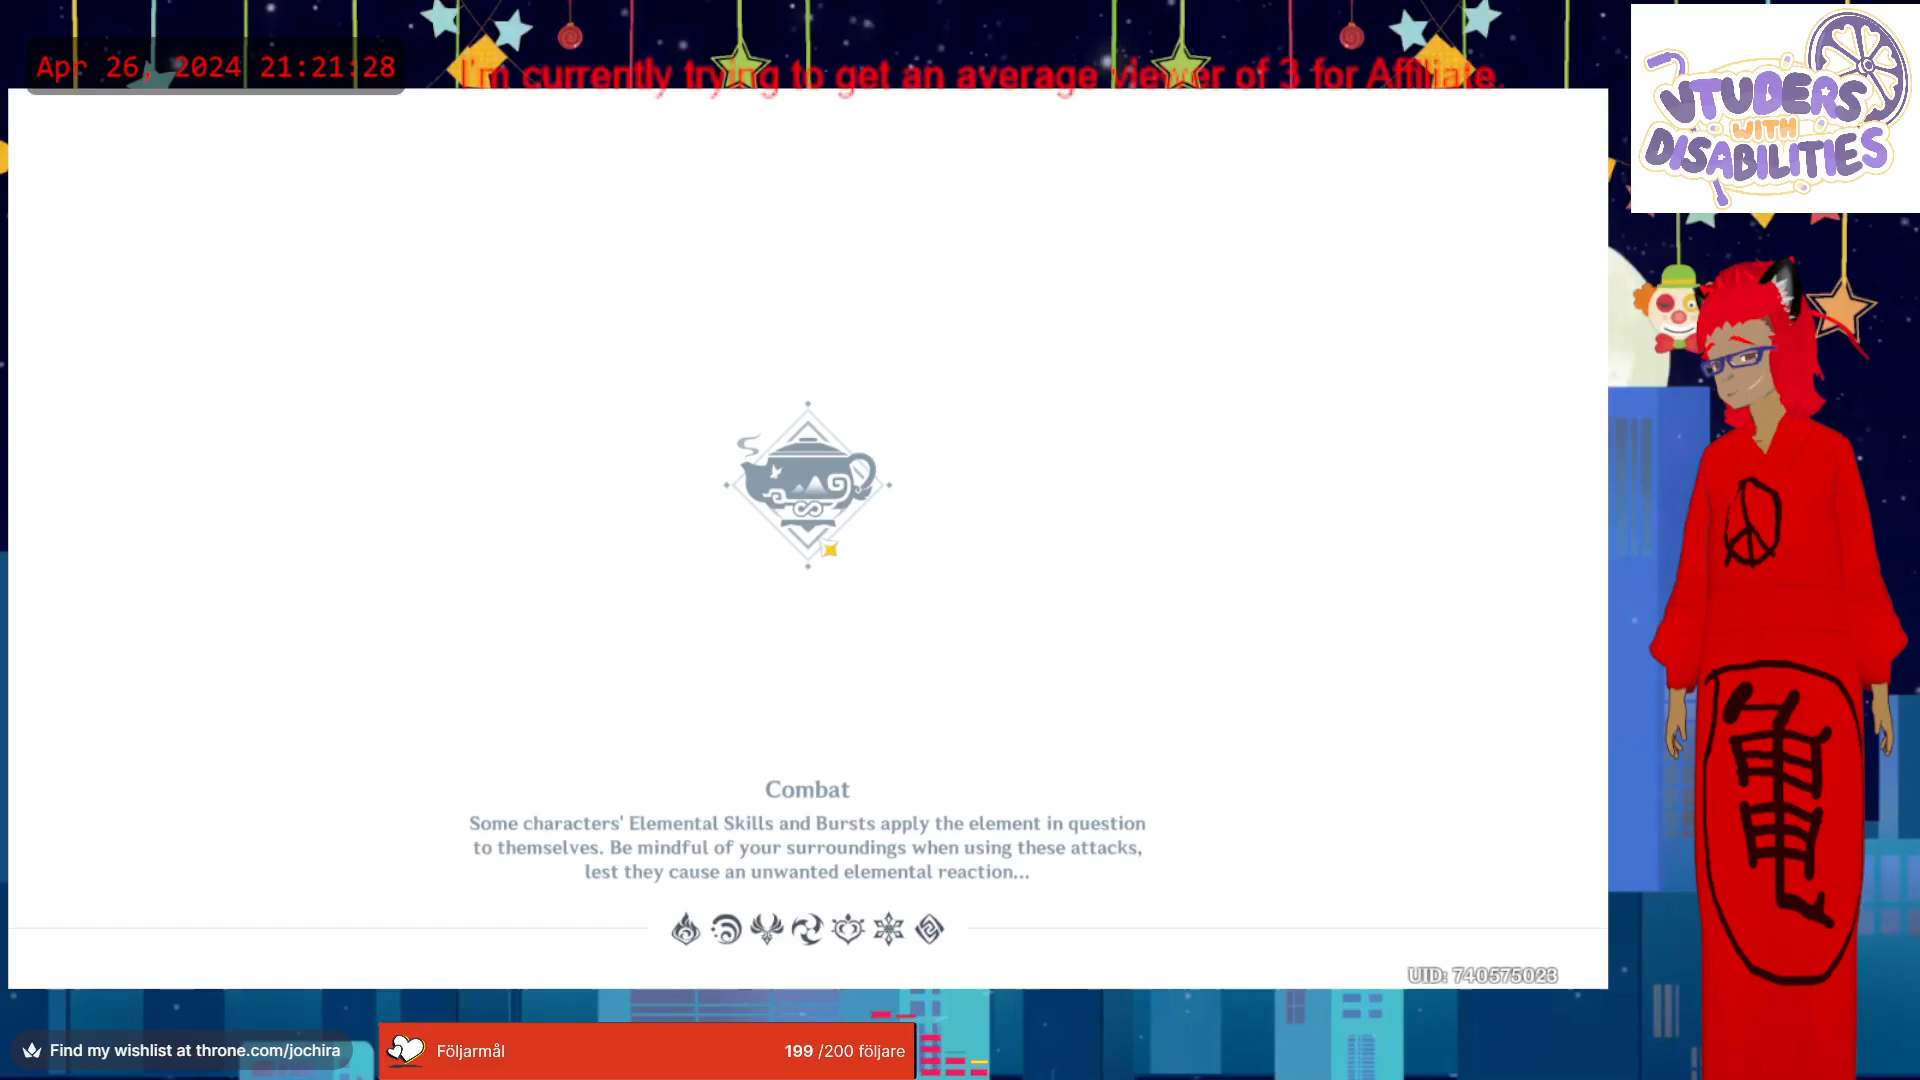 Apr 26, 2024 21:21:28
I'm currently trying to get an average viewer of 3 for Affiliate.
VTUBERS
WITH
DISABILITIES
Combat
Some characters' Elemental Skills and Bursts apply the element in question
to themselves. Be mindful of your surroundings when using these attacks,
lest they cause an unwanted elemental reaction...
UID: 740575023
Find my wishlist at throne.com/jochira
Följarmål
199 /200 följare
亀